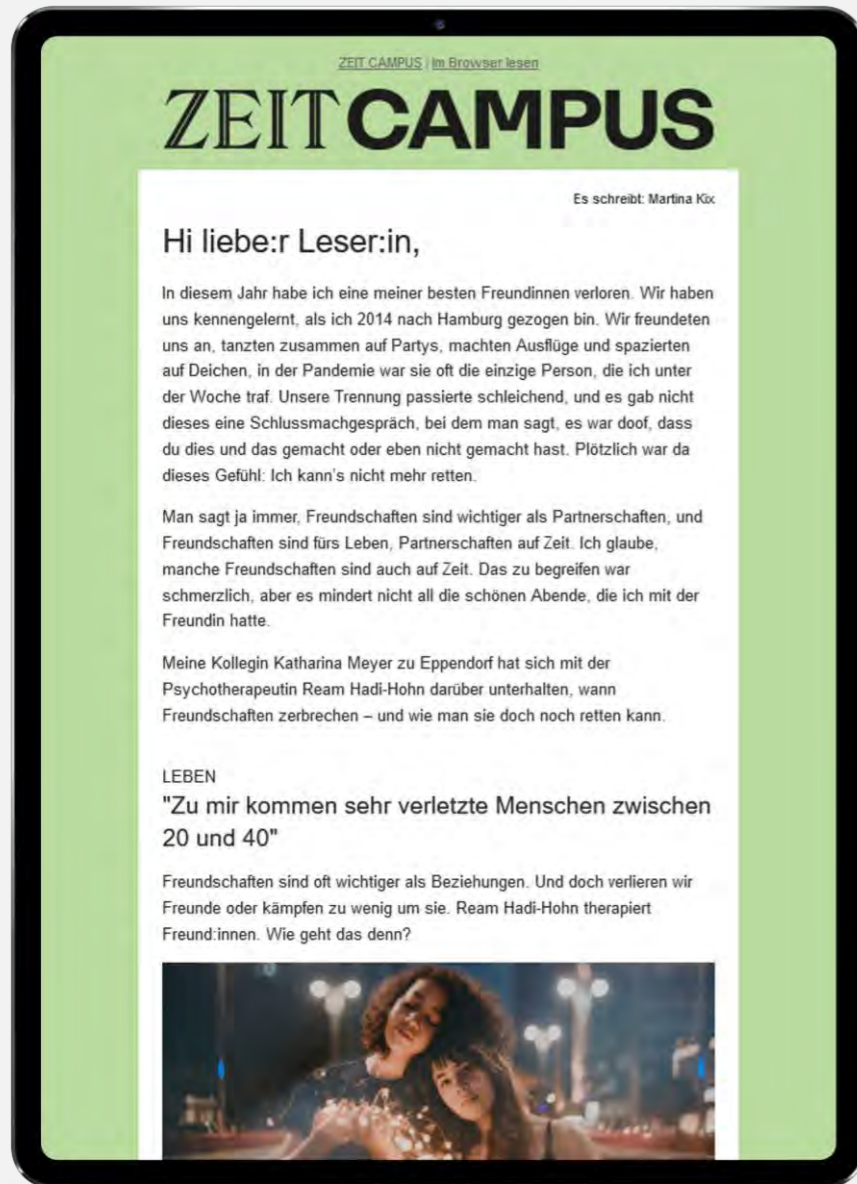 ZEIT CAMPUS | Im Browser lesen
ZEIT CAMPUS
Es schreibt: Martina Kix
Hi liebe:r Leser:in,
In diesem Jahr habe ich eine meiner besten Freundinnen verloren. Wir haben
uns kennengelernt, als ich 2014 nach Hamburg gezogen bin. Wir freundeten
uns an, tanzten zusammen auf Partys, machten Ausflüge und spazierten
auf Deichen, in der Pandemie war sie oft die einzige Person, die ich unter
der Woche traf. Unsere Trennung passierte schleichend, und es gab nicht
dieses eine Schlussmachgespräch, bei dem man sagt, es war doof, dass
du dies und das gemacht oder eben nicht gemacht hast. Plötzlich war da
dieses Gefühl: Ich kann's nicht mehr retten.
Man sagt ja immer, Freundschaften sind wichtiger als Partnerschaften, und
Freundschaften sind fürs Leben, Partnerschaften auf Zeit. Ich glaube,
manche Freundschaften sind auch auf Zeit. Das zu begreifen war
schmerzlich, aber es mindert nicht all die schönen Abende, die ich mit der
Freundin hatte.
Meine Kollegin Katharina Meyer zu Eppendorf hat sich mit der
Psychotherapeutin Ream Hadi-Hohn darüber unterhalten, wann
Freundschaften zerbrechen – und wie man sie doch noch retten kann.
LEBEN
"Zu mir kommen sehr verletzte Menschen zwischen
20 und 40"
Freundschaften sind oft wichtiger als Beziehungen. Und doch verlieren wir
Freunde oder kämpfen zu wenig um sie. Ream Hadi-Hohn therapiert
Freund:innen. Wie geht das denn?